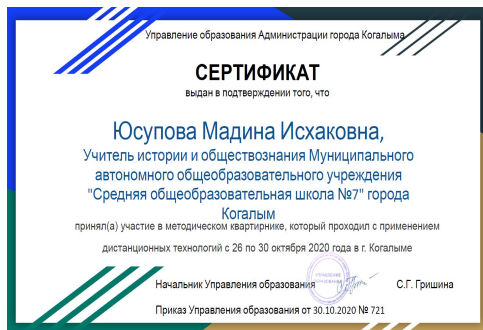 Управление образования Администрации города Когалыма
СЕРТИФИКАТ
выдан в подтверждении того, что
Юсупова Мадина Исхаковна,
Учитель истории и обществознания Муниципального
автономного общеобразовательного учреждения
"Средняя общеобразовательная школа №7" города
Когалым
принял(а) участие в методическом квартирнике, который проходил с применением
дистанционных технологий с 26 по 30 октября 2020 года в г. Когалыме
Начальник Управления образования С.Г. Гришина
Приказ Управления образования от 30.10.2020 № 721